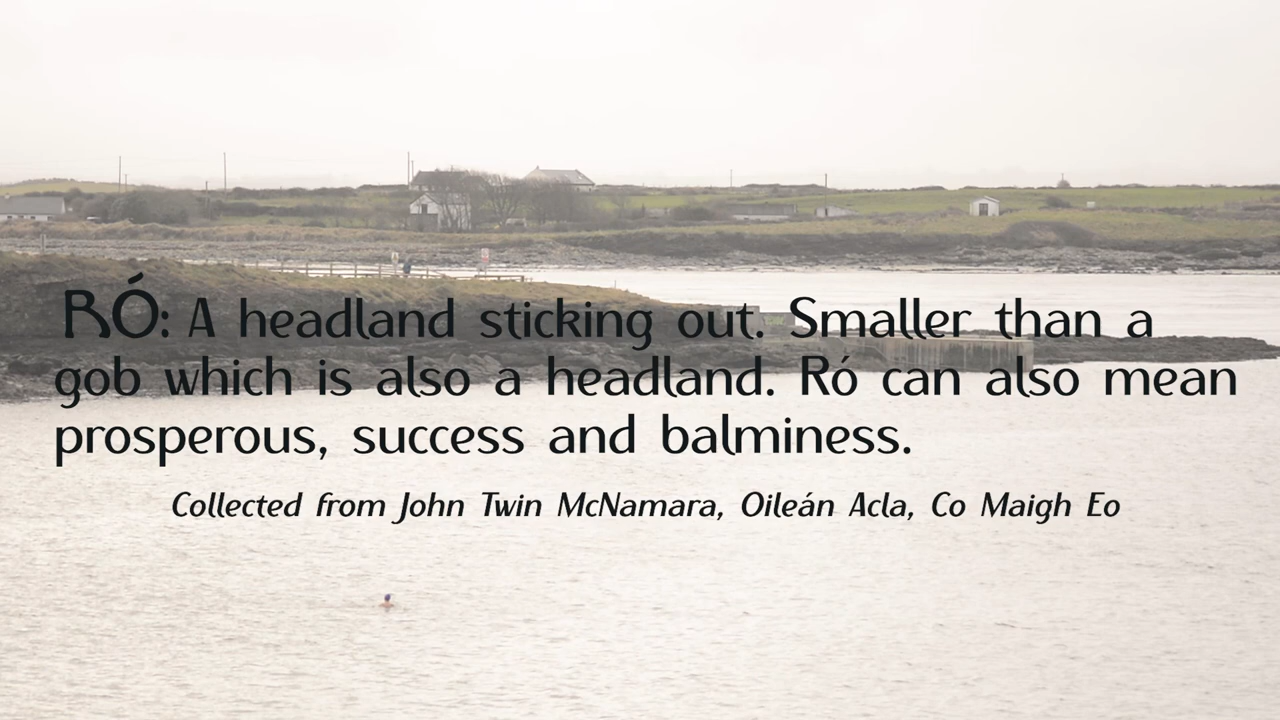 RÓ: A headland sticking out. Smaller than a
gob which is also a headland. Ró can also mean
prosperous, success and balminess.
Collected from John Twin McNamara, Oileán Acla, Co Maigh Eo